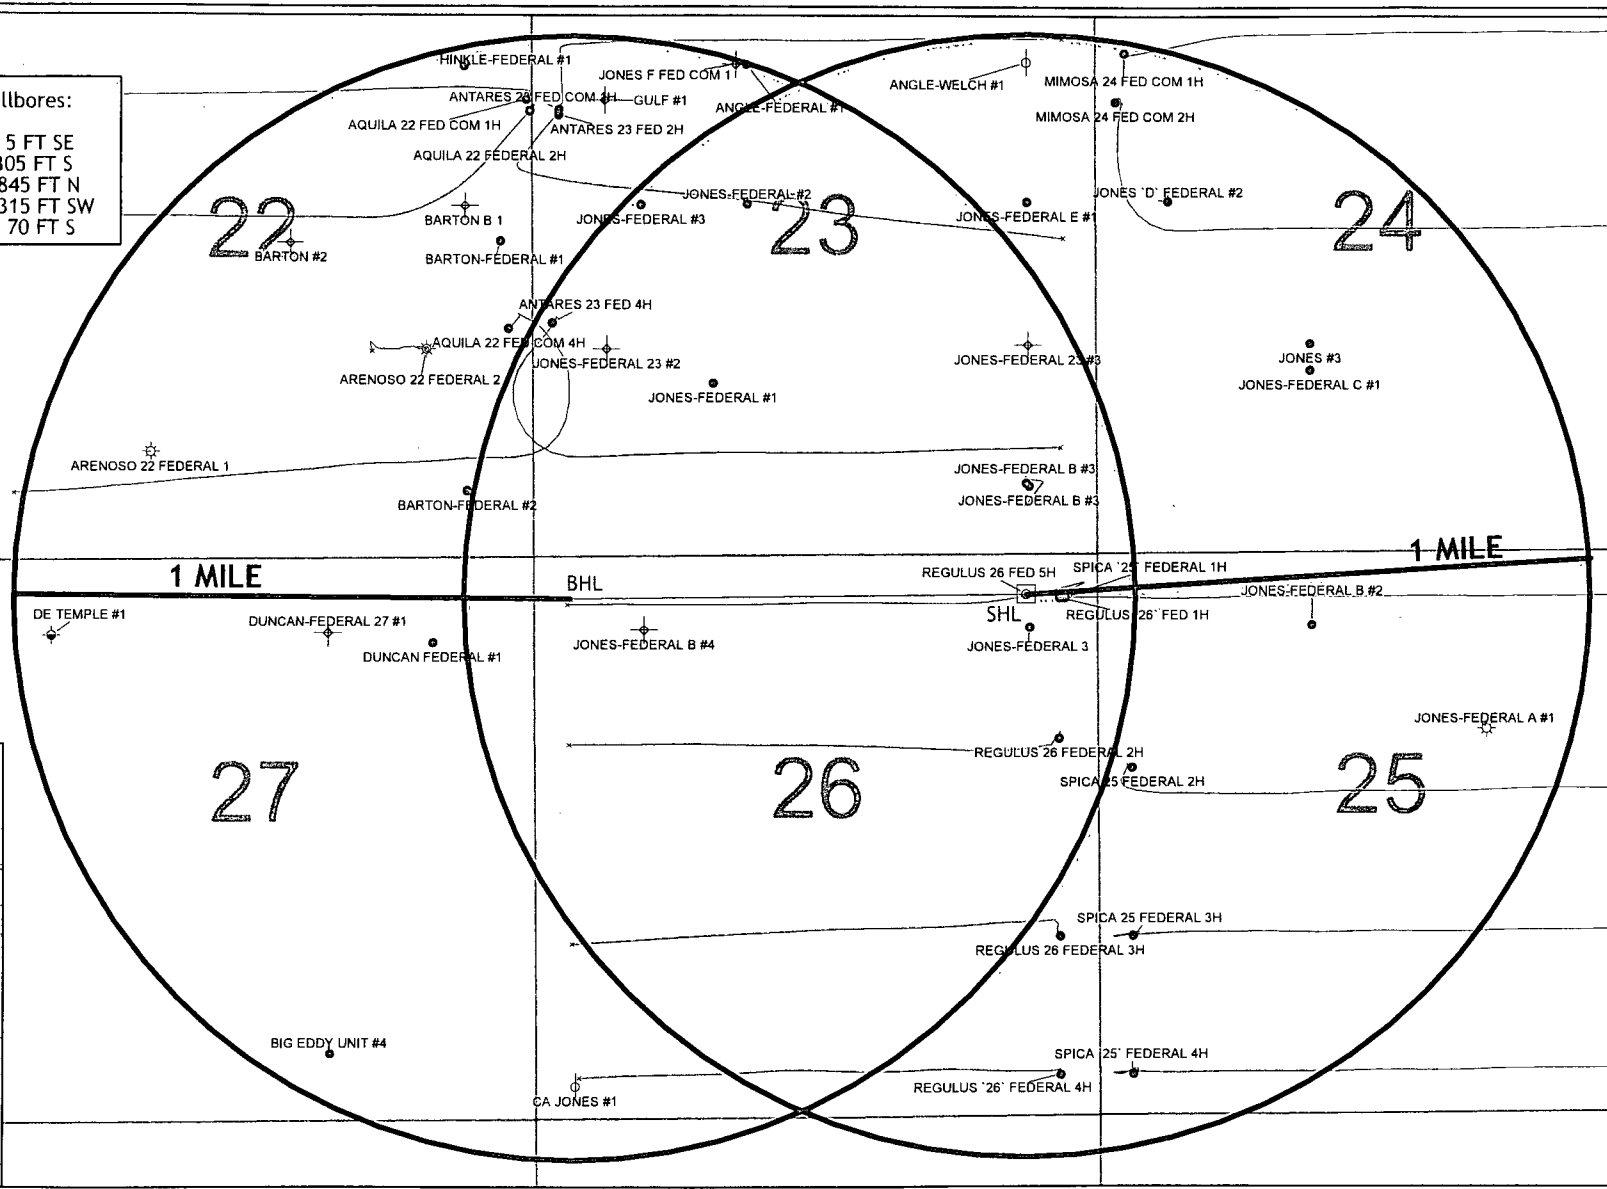 llbores:
5 FT SE
305 FT S
845 FT N
315 FT SW
70 FT S
HINKLE-FEDERAL #1
JONES F FED COM 1
ANGLE-WELCH #1
MIMOSA 24 FED COM 1H
GULF #1
ANGLE-FEDERAL #1
AQUILA 22 FED COM 1H
ANTARES 23 FED 2H
MIMOSA 24 FED COM 2H
AQUILA 22 FEDERAL 2H
22
23
24
BARTON B 1
JONES-FEDERAL #3
JONES-FEDERAL #2
JONES-FEDERAL E #1
JONES 'D' FEDERAL #2
BARTON #2
BARTON-FEDERAL #1
ANTARES 23 FED 4H
AQUILA 22 FED COM 4H
JONES-FEDERAL 23 #2
JONES-FEDERAL 23 #3
JONES #3
ARENOSO 22 FEDERAL 2
JONES-FEDERAL #1
JONES-FEDERAL C #1
ARENOSO 22 FEDERAL 1
JONES-FEDERAL B #3
BARTON-FEDERAL #2
JONES-FEDERAL B #3
1 MILE
BHL
REGULUS 26 FED 5H
SPICA '25' FEDERAL 1H
1 MILE
JONES-FEDERAL B #2
DE TEMPLE #1
DUNCAN-FEDERAL 27 #1
SHL
REGULUS '26' FED 1H
DUNCAN FEDERAL #1
JONES-FEDERAL B #4
JONES-FEDERAL 3
JONES-FEDERAL A #1
REGULUS 26 FEDERAL 2H
SPICA 25 FEDERAL 2H
27
26
25
SPICA 25 FEDERAL 3H
REGULUS 26 FEDERAL 3H
BIG EDDY UNIT #4
SPICA '25' FEDERAL 4H
REGULUS '26' FEDERAL 4H
CA JONES #1